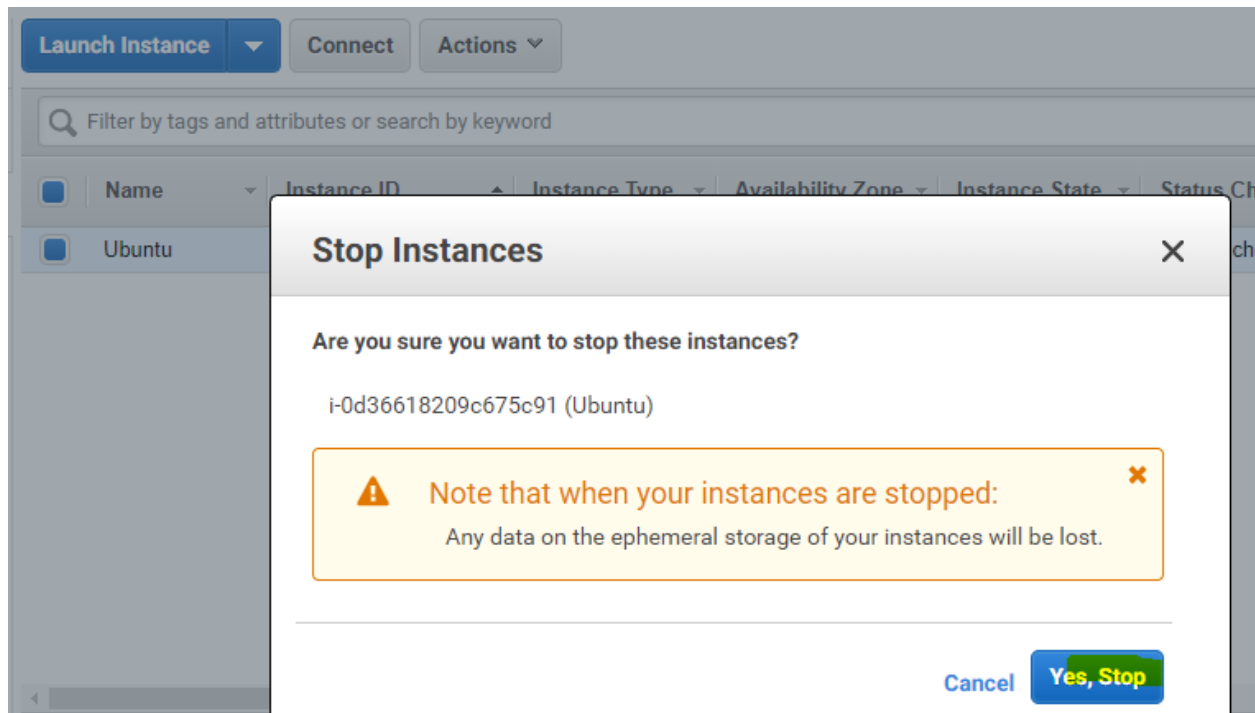 Launch Instance Connect Actions
Filter by tags and attributes or search by keyword
Name Instance ID Instance Type Availability Zone Instance State Status Ch
Ubuntu ch
Stop Instances
Are you sure you want to stop these instances?
i-0d36618209c675c91 (Ubuntu)
Note that when your instances are stopped:
Any data on the ephemeral storage of your instances will be lost.
Cancel Yes, Stop